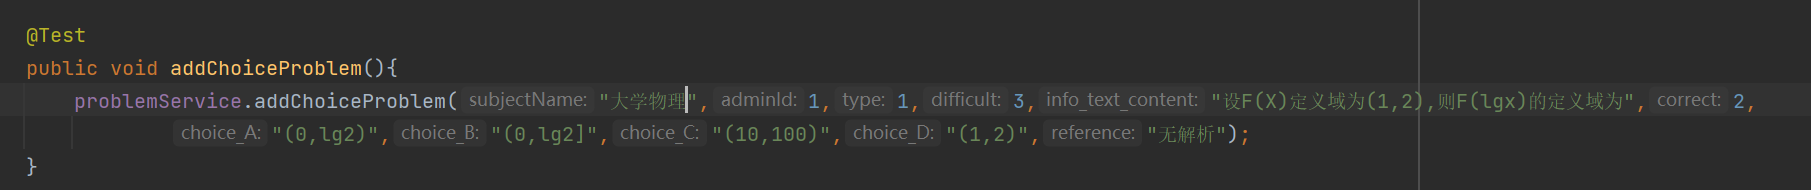 @Test
public void addChoiceProblem(){
problemService.addChoiceProblem( subjectName: "大学物理", adminId: 1, type: 1, difficult: 3, info_text_content: "设F(X)定义域为(1,2),则F(lgx)的定义域为", correct: 2,
choice_A: "(0,lg2)", choice_B: "(0,lg2]", choice_C: "(10,100)", choice_D: "(1,2)", reference: "无解析");
}